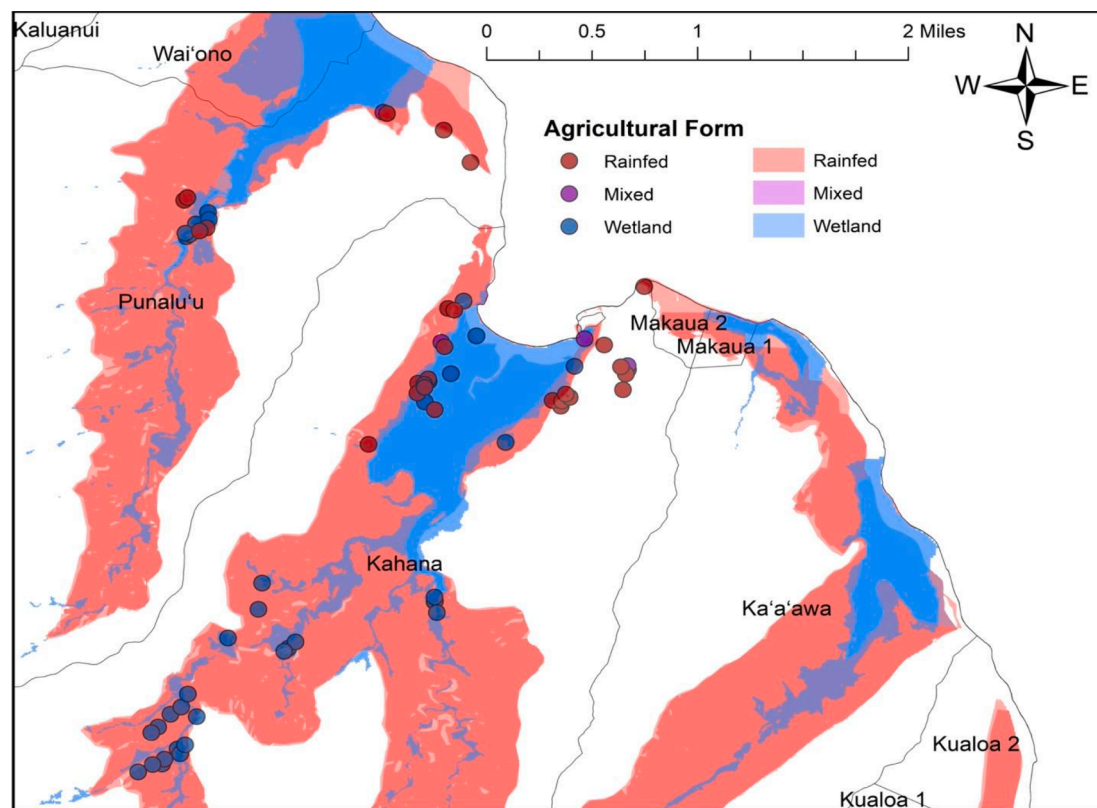 Kaluanui
Wai‘ono
0 0.5 1 2 Miles
N
W E
S
Agricultural Form
Rainfed Rainfed
Mixed Mixed
Wetland Wetland
Punalu‘u
Makaua 2
Makaua 1
Kahana
Ka‘a‘awa
Kualoa 2
Kualoa 1